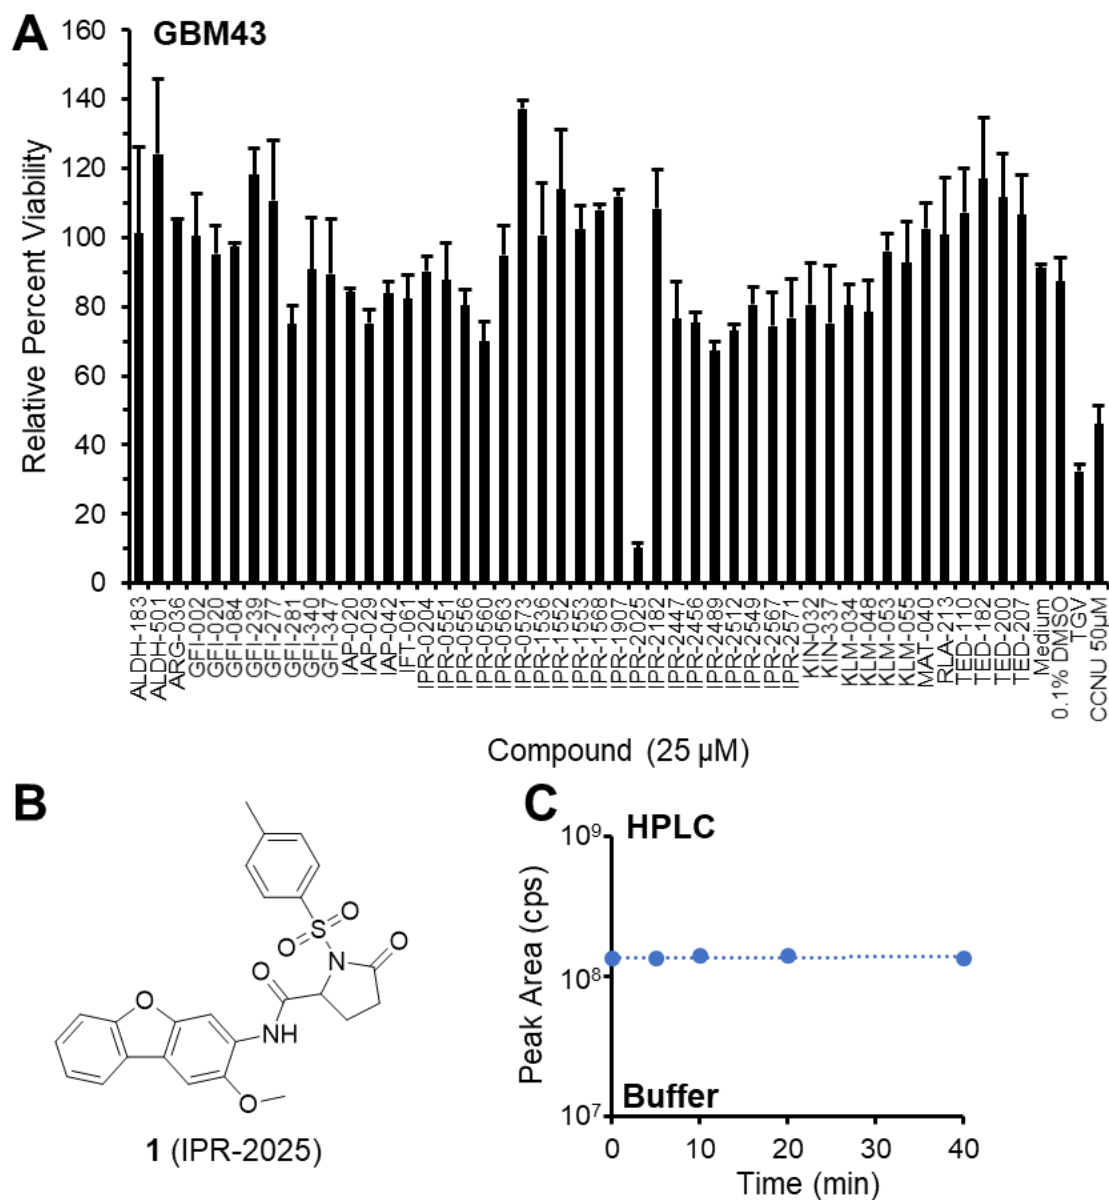 A
GBM43
Relative Percent Viability
160
140
120
100
80
60
40
20
0
ALDH-183
ALDH-501
ARG-036
GFI-002
GFI-020
GFI-084
GFI-239
GFI-277
GFI-281
GFI-340
GFI-347
IAP-020
IAP-029
IAP-042
IFT-061
IPR-0204
IPR-0551
IPR-0556
IPR-0560
IPR-0563
IPR-0573
IPR-1536
IPR-1552
IPR-1553
IPR-1568
IPR-1907
IPR-2025
IPR-2182
IPR-2447
IPR-2456
IPR-2489
IPR-2512
IPR-2549
IPR-2567
IPR-2571
KIN-032
KIN-337
KLM-034
KLM-048
KLM-053
KLM-055
MAT-040
RLA-213
TED-110
TED-182
TED-200
TED-207
Medium
0.1% DMSO
TGV
CCNU 50µM
Compound (25 µM)
B
O
S
O
O
N
O
O
NH
O
1 (IPR-2025)
C
HPLC
Peak Area (cps)
10⁹
10⁸
10⁷
Buffer
0 10 20 30 40
Time (min)